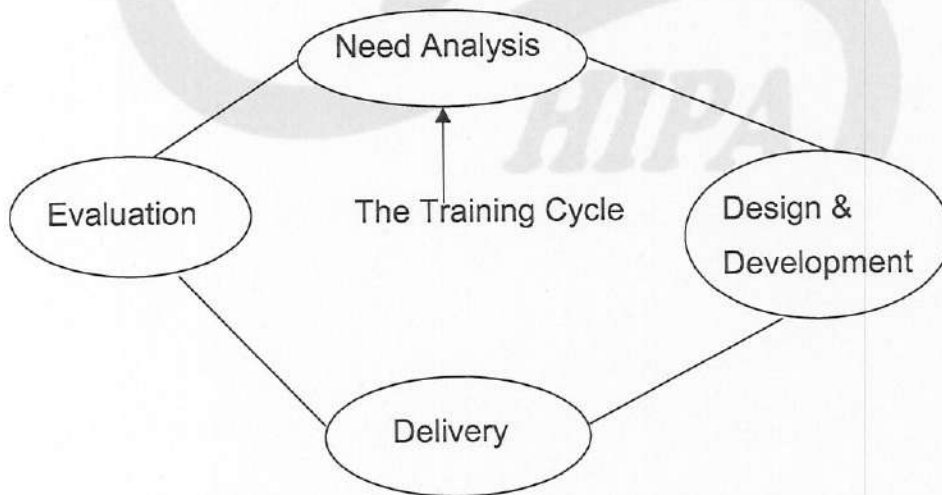 Need Analysis
HIPA
Evaluation
The Training Cycle
Design &
Development
Delivery